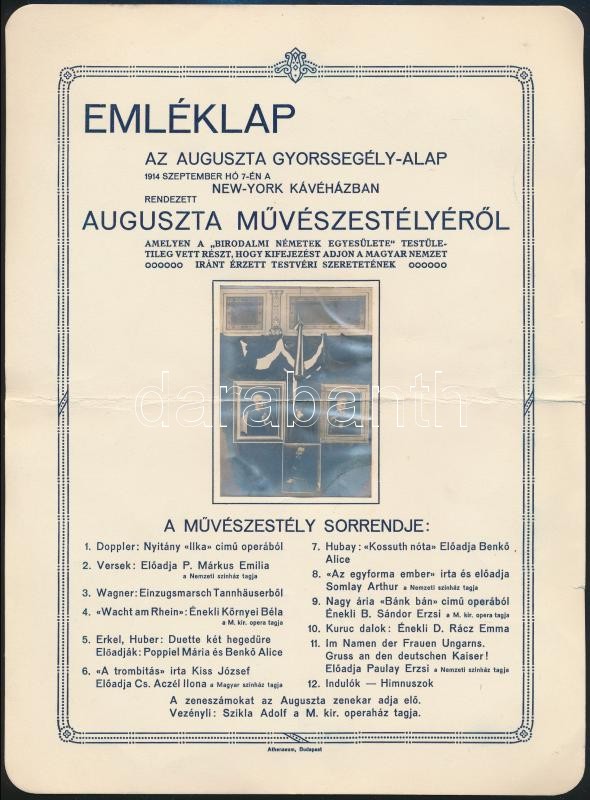 EMLÉKLAP
AZ AUGUSZTA GYORSSEGÉLY-ALAP
1914 SZEPTEMBER HÓ 7-ÉN A
NEW-YORK KÁVÉHÁZBAN
RENDEZETT
AUGUSZTA MŰVÉSZESTÉLYÉRŐL
AMELYEN A „BIRODALMI NÉMETEK EGYESÜLETE" TESTÜLE-
TILEG VETT RÉSZT, HOGY KIFEJEZÉST ADJON A MAGYAR NEMZET
oooooo IRÁNT ÉRZETT TESTVÉRI SZERETETÉNEK oooooo
darabanth
A MŰVÉSZESTÉLY SORRENDJE:
1. Doppler: Nyitány «Ilka» című operából
2. Versek: Előadja P. Márkus Emilia
a Nemzeti színház tagja
3. Wagner: Einzugsmarsch Tannhäuserből
4. «Wacht am Rhein»: Énekli Környei Béla
a M. kir. opera tagja
5. Erkel, Huber: Duette két hegedüre
Előadják: Poppiel Mária és Benkő Alice
6. «A trombitás» irta Kiss József
Előadja Cs. Aczél Ilona a Magyar színház tagja
7. Hubay: «Kossuth nóta» Előadja Benkő
Alice
8. «Az egyforma ember» irta és előadja
Somlay Arthur a Nemzeti színház tagja
9. Nagy ária «Bánk bán» című operából
Énekli B. Sándor Erzsi a M. kir. opera tagja
10. Kuruc dalok: Énekli D. Rácz Emma
11. Im Namen der Frauen Ungarns.
Gruss an den deutschen Kaiser!
Előadja Paulay Erzsi a Nemzeti színház tagja
12. Indulók — Himnuszok
A zeneszámokat az Auguszta zenekar adja elő.
Vezényli: Szikla Adolf a M. kir. operaház tagja.
Athenaeum, Budapest